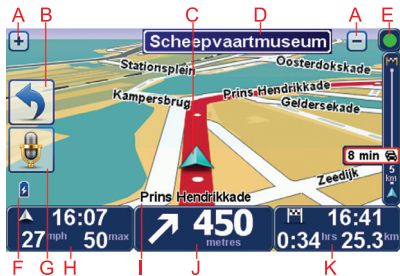 A B C D A E
+ Scheepvaartmuseum −
Stationsplein Oosterdokskade
Kampersbrug Prins Hendrikkade
Geldersekade
8 min
5 km
Zeedijk
Prins Hendrikkade
16:07 450 16:41
27 mph 50 max metres 0:34 hrs 25.3 km
F G H I J K